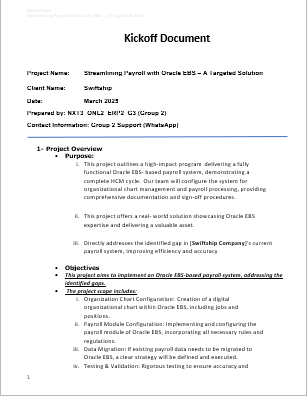 Kickoff Document
Project Name: Streamlining Payroll with Oracle EBS – A Targeted Solution
Client Name: Swiftship
Date: March 2025
Prepared by: NXT3_ONL2_ERP2_G3 (Group 2)
Contact Information: Group 2 Support (WhatsApp)
1- Project Overview
• Purpose:
i. This project outlines a high-impact program delivering a fully
functional Oracle EBS- based payroll system, demonstrating a
complete HCM cycle. Our team will configure the system for
organizational chart management and payroll processing, providing
comprehensive documentation and sign-off procedures.
ii. This project offers a real- world solution showcasing Oracle EBS
expertise and delivering a valuable asset.
iii. Directly addresses the identified gap in [Swiftship Company]'s current
payroll system, improving efficiency and accuracy
• Objectives
• This project aims to implement an Oracle EBS-based payroll system, addressing the
identified gaps.
• The project scope includes:
i. Organization Chart Configuration: Creation of a digital
organizational chart within Oracle EBS, including jobs and
positions.
ii. Payroll Module Configuration: Implementing and configuring the
payroll module of Oracle EBS, incorporating all necessary rules and
regulations.
iii. Data Migration: If existing payroll data needs to be migrated to
Oracle EBS, a clear strategy will be defined and executed.
iv. Testing & Validation: Rigorous testing to ensure accuracy and
1